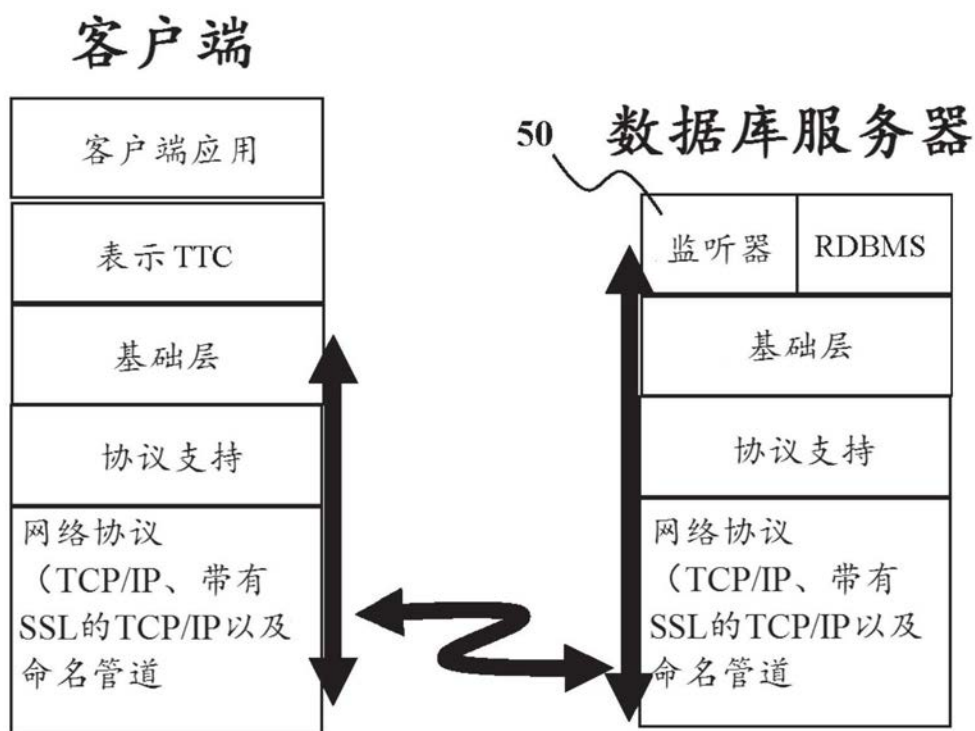 客户端
客户端应用
表示TTC
基础层
协议支持
网络协议
（TCP/IP、带有
SSL的TCP/IP以及
命名管道
50
数据库服务器
监听器
RDBMS
基础层
协议支持
网络协议
（TCP/IP、带有
SSL的TCP/IP以及
命名管道